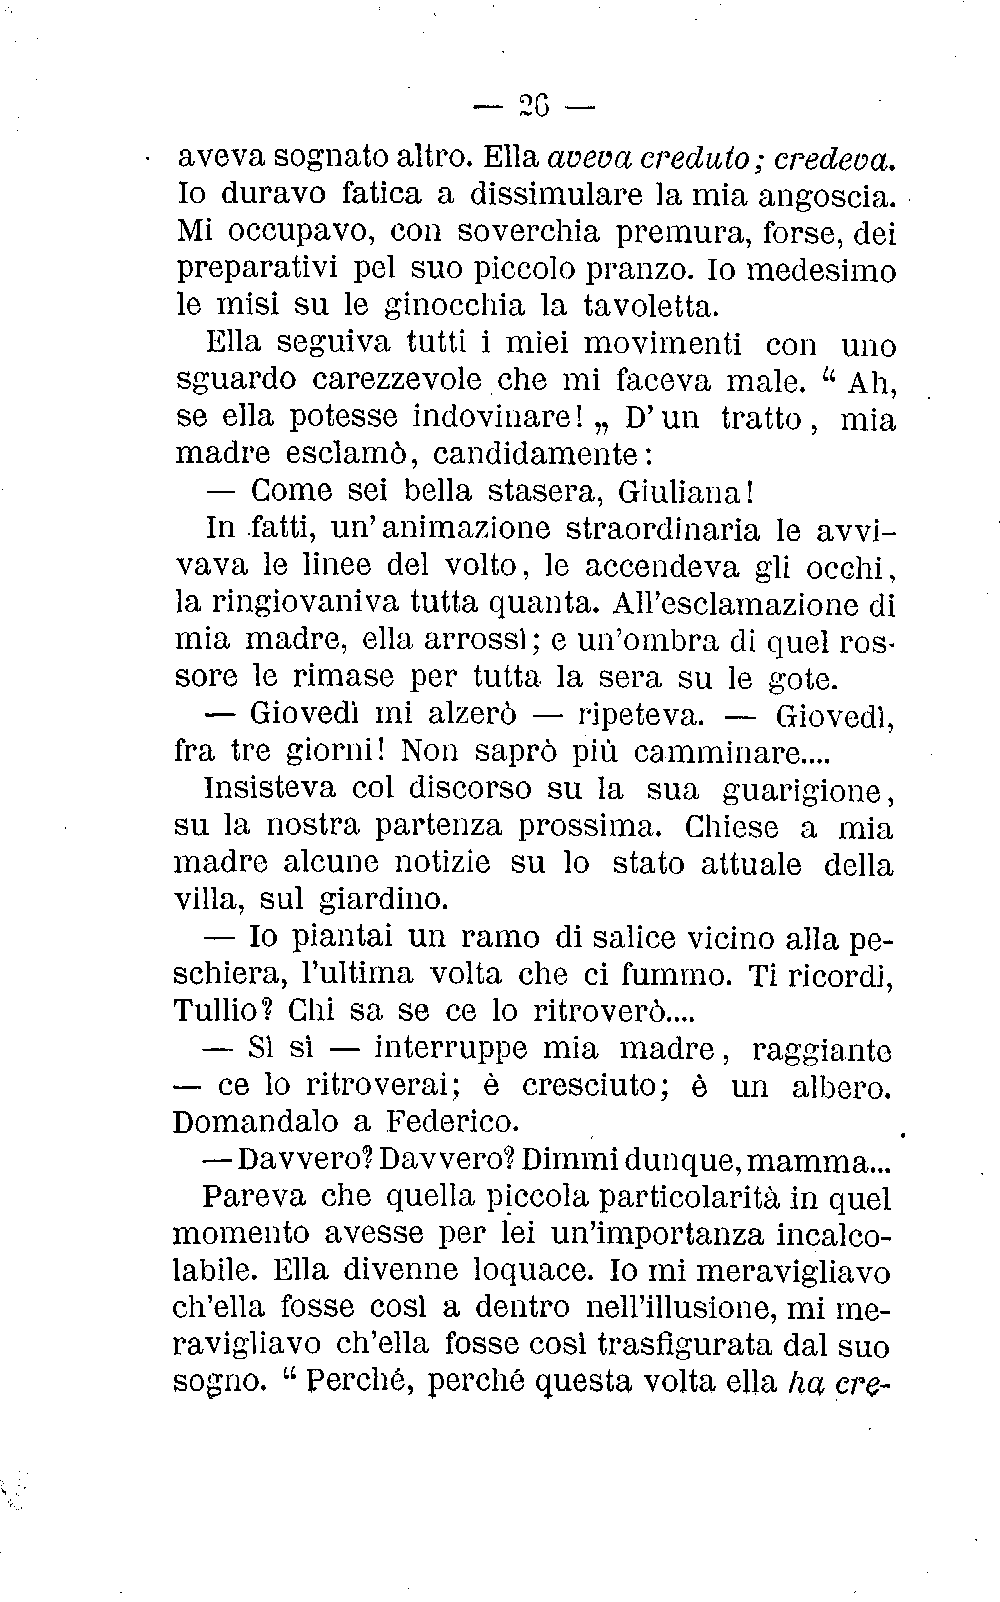 — 26 —
aveva sognato altro. Ella aveva creduto; credeva.
Io duravo fatica a dissimulare la mia angoscia.
Mi occupavo, con soverchia premura, forse, dei
preparativi pel suo piccolo pranzo. Io medesimo
le misi su le ginocchia la tavoletta.
Ella seguiva tutti i miei movimenti con uno
sguardo carezzevole che mi faceva male. “ Ah,
se ella potesse indovinare! „ D’un tratto, mia
madre esclamò, candidamente:
— Come sei bella stasera, Giuliana!
In fatti, un’animazione straordinaria le avvi-
vava le linee del volto, le accendeva gli occhi,
la ringiovaniva tutta quanta. All’esclamazione di
mia madre, ella arrossì; e un’ombra di quel ros-
sore le rimase per tutta la sera su le gote.
— Giovedì mi alzerò — ripeteva. — Giovedì,
fra tre giorni! Non saprò più camminare....
Insisteva col discorso su la sua guarigione,
su la nostra partenza prossima. Chiese a mia
madre alcune notizie su lo stato attuale della
villa, sul giardino.
— Io piantai un ramo di salice vicino alla pe-
schiera, l’ultima volta che ci fummo. Ti ricordi,
Tullio? Chi sa se ce lo ritroverò....
— Sì sì — interruppe mia madre, raggiante
— ce lo ritroverai; è cresciuto; è un albero.
Domandalo a Federico.
— Davvero? Davvero? Dimmi dunque, mamma...
Pareva che quella piccola particolarità in quel
momento avesse per lei un’importanza incalco-
labile. Ella divenne loquace. Io mi meravigliavo
ch’ella fosse così a dentro nell’illusione, mi me-
ravigliavo ch’ella fosse così trasfigurata dal suo
sogno. “ Perché, perché questa volta ella ha cre-